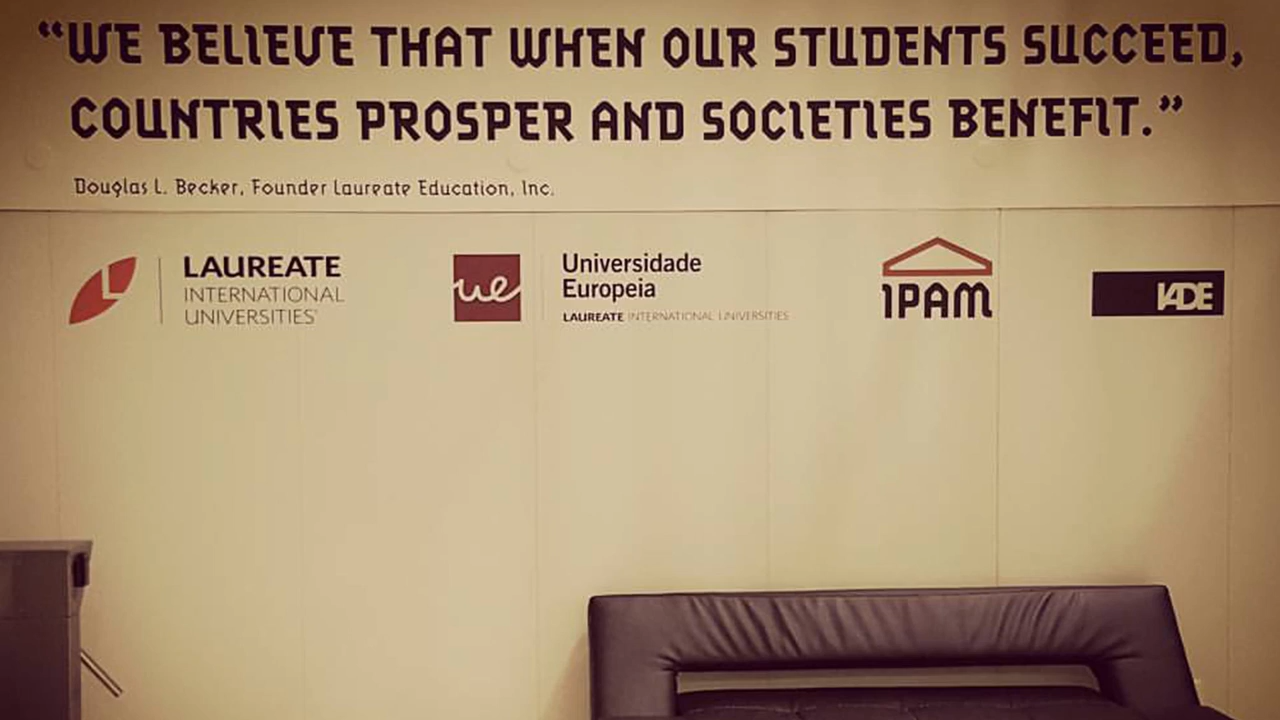 “WE BELIEVE THAT WHEN OUR STUDENTS SUCCEED,
COUNTRIES PROSPER AND SOCIETIES BENEFIT.”
Douglas L. Becker, Founder Laureate Education, Inc.
LAUREATE
INTERNATIONAL
UNIVERSITIES®
ue
Universidade
Europeia
LAUREATE INTERNATIONAL UNIVERSITIES
IPAM
IADE